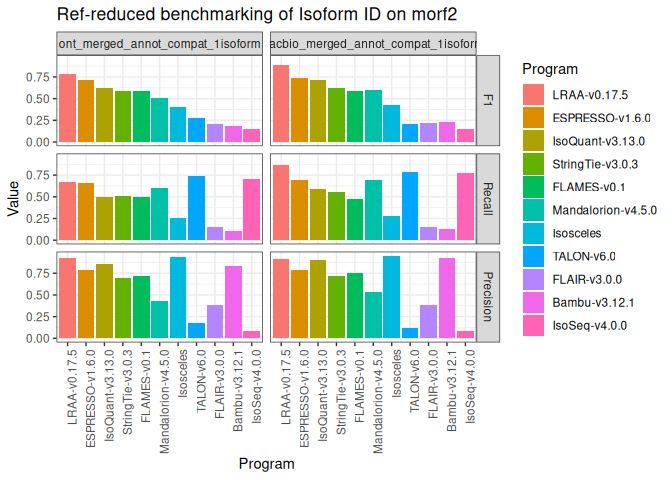 Ref-reduced benchmarking of Isoform ID on morf2
ont_merged_annot_compat_1isoform
acbio_merged_annot_compat_1isoforr
F1
Recall
Precision
0.75
0.50
0.25
0.00
0.75
0.50
0.25
0.00
0.75
0.50
0.25
0.00
Value
LRAA-v0.17.5
ESPRESSO-v1.6.0
IsoQuant-v3.13.0
StringTie-v3.0.3
FLAMES-v0.1
Mandalorion-v4.5.0
Isosceles
TALON-v6.0
FLAIR-v3.0.0
Bambu-v3.12.1
IsoSeq-v4.0.0
LRAA-v0.17.5
ESPRESSO-v1.6.0
IsoQuant-v3.13.0
StringTie-v3.0.3
FLAMES-v0.1
Mandalorion-v4.5.0
Isosceles
TALON-v6.0
FLAIR-v3.0.0
Bambu-v3.12.1
IsoSeq-v4.0.0
Program
Program
LRAA-v0.17.5
ESPRESSO-v1.6.0
IsoQuant-v3.13.0
StringTie-v3.0.3
FLAMES-v0.1
Mandalorion-v4.5.0
Isosceles
TALON-v6.0
FLAIR-v3.0.0
Bambu-v3.12.1
IsoSeq-v4.0.0